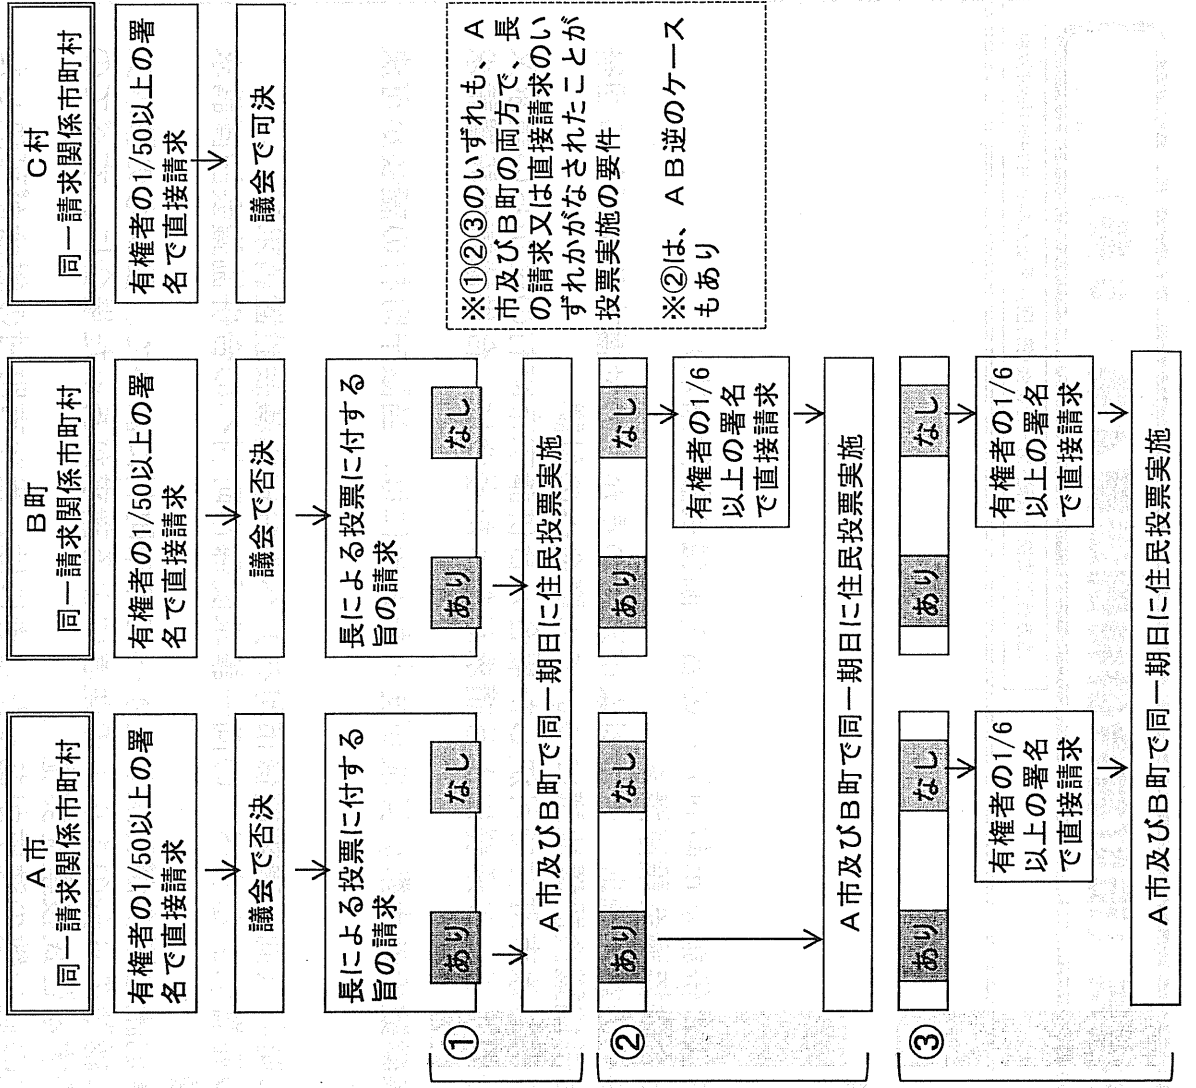 A市
同一請求関係市町村
有権者の1/50以上の署
名で直接請求
議会で否決
長による投票に付する
旨の請求
B町
同一請求関係市町村
有権者の1/50以上の署
名で直接請求
議会で否決
長による投票に付する
旨の請求
C村
同一請求関係市町村
有権者の1/50以上の署
名で直接請求
議会で可決
①
あり
なし
あり
なし
A市及びB町で同一期日に住民投票実施
②
あり
なし
あり
なし
有権者の1/6
以上の署名
で直接請求
A市及びB町で同一期日に住民投票実施
③
あり
なし
有権者の1/6
以上の署名
で直接請求
あり
なし
有権者の1/6
以上の署名
で直接請求
A市及びB町で同一期日に住民投票実施
※①②③のいずれも、A
市及びB町の両方で、長
の請求又は直接請求のい
ずれかがなされたことが
投票実施の要件
※②は、AB逆のケース
もあり